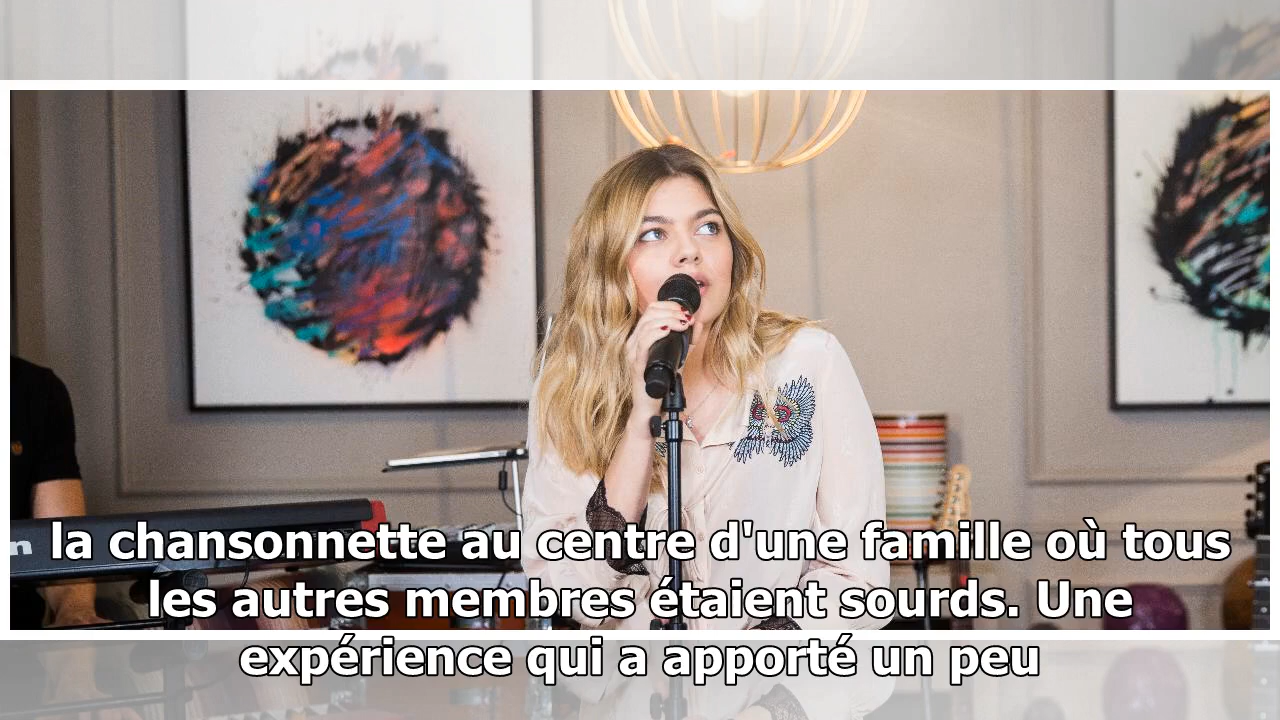 la chansonnette au centre d'une famille où tous
les autres membres étaient sourds. Une
expérience qui a apporté un peu